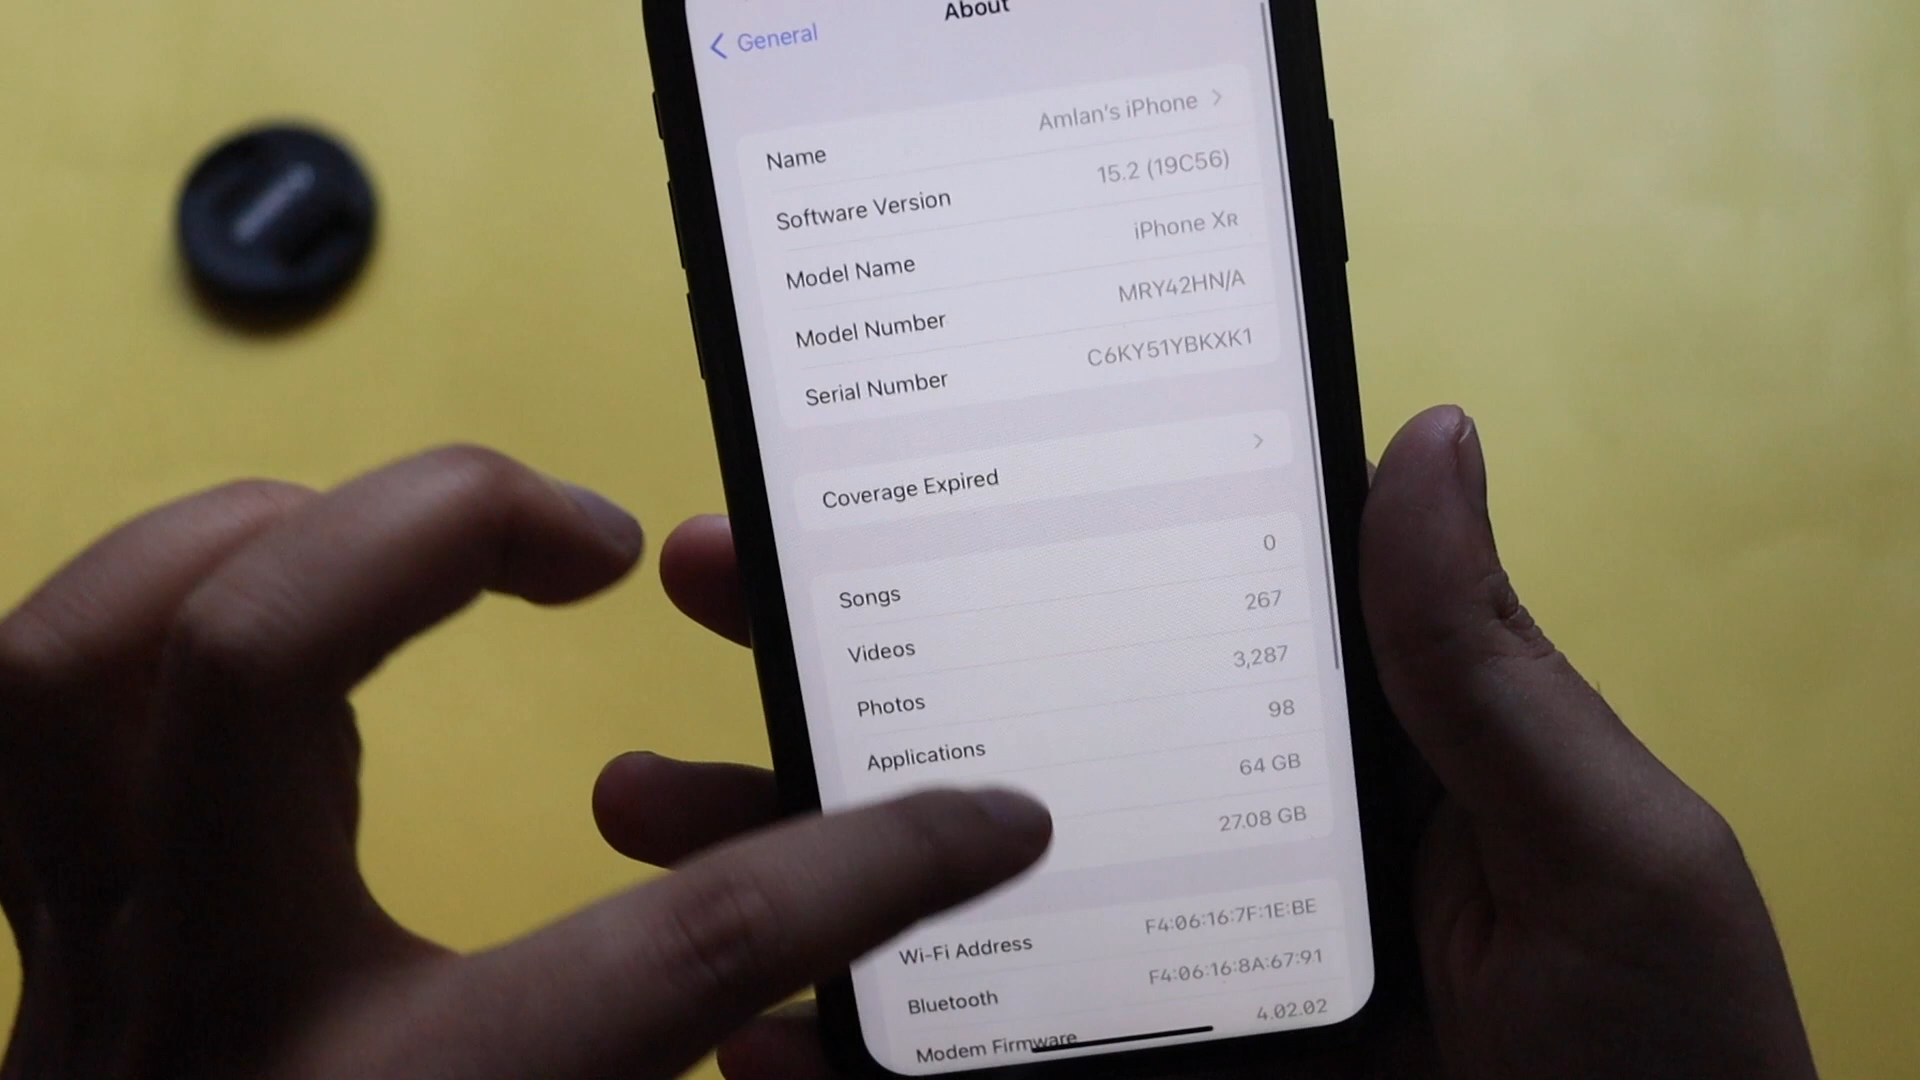 About
General
Name Amlan's iPhone
Software Version 15.2 (19C56)
Model Name iPhone XR
Model Number MRY42HN/A
Serial Number C6KY51YBKXK1
Coverage Expired
Songs 0
Videos 267
Photos 3,287
Applications 98
64 GB
27.08 GB
Wi-Fi Address F4:06:16:7F:1E:BE
Bluetooth F4:06:16:8A:67:91
Modem Firmware 4.02.02